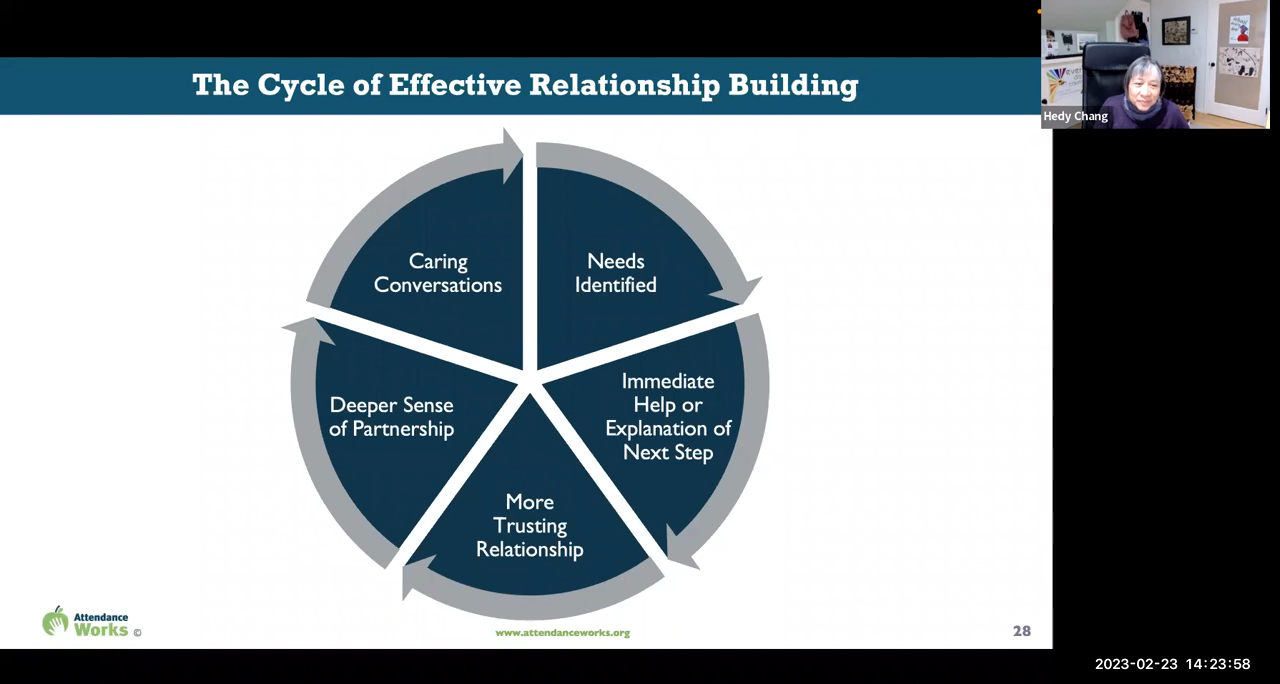 The Cycle of Effective Relationship Building
Hedy Chang
Caring
Conversations
Needs
Identified
Immediate
Help or
Explanation of
Next Step
More
Trusting
Relationship
Deeper Sense
of Partnership
Attendance
Works ©
www.attendanceworks.org
28
2023-02-23 14:23:58